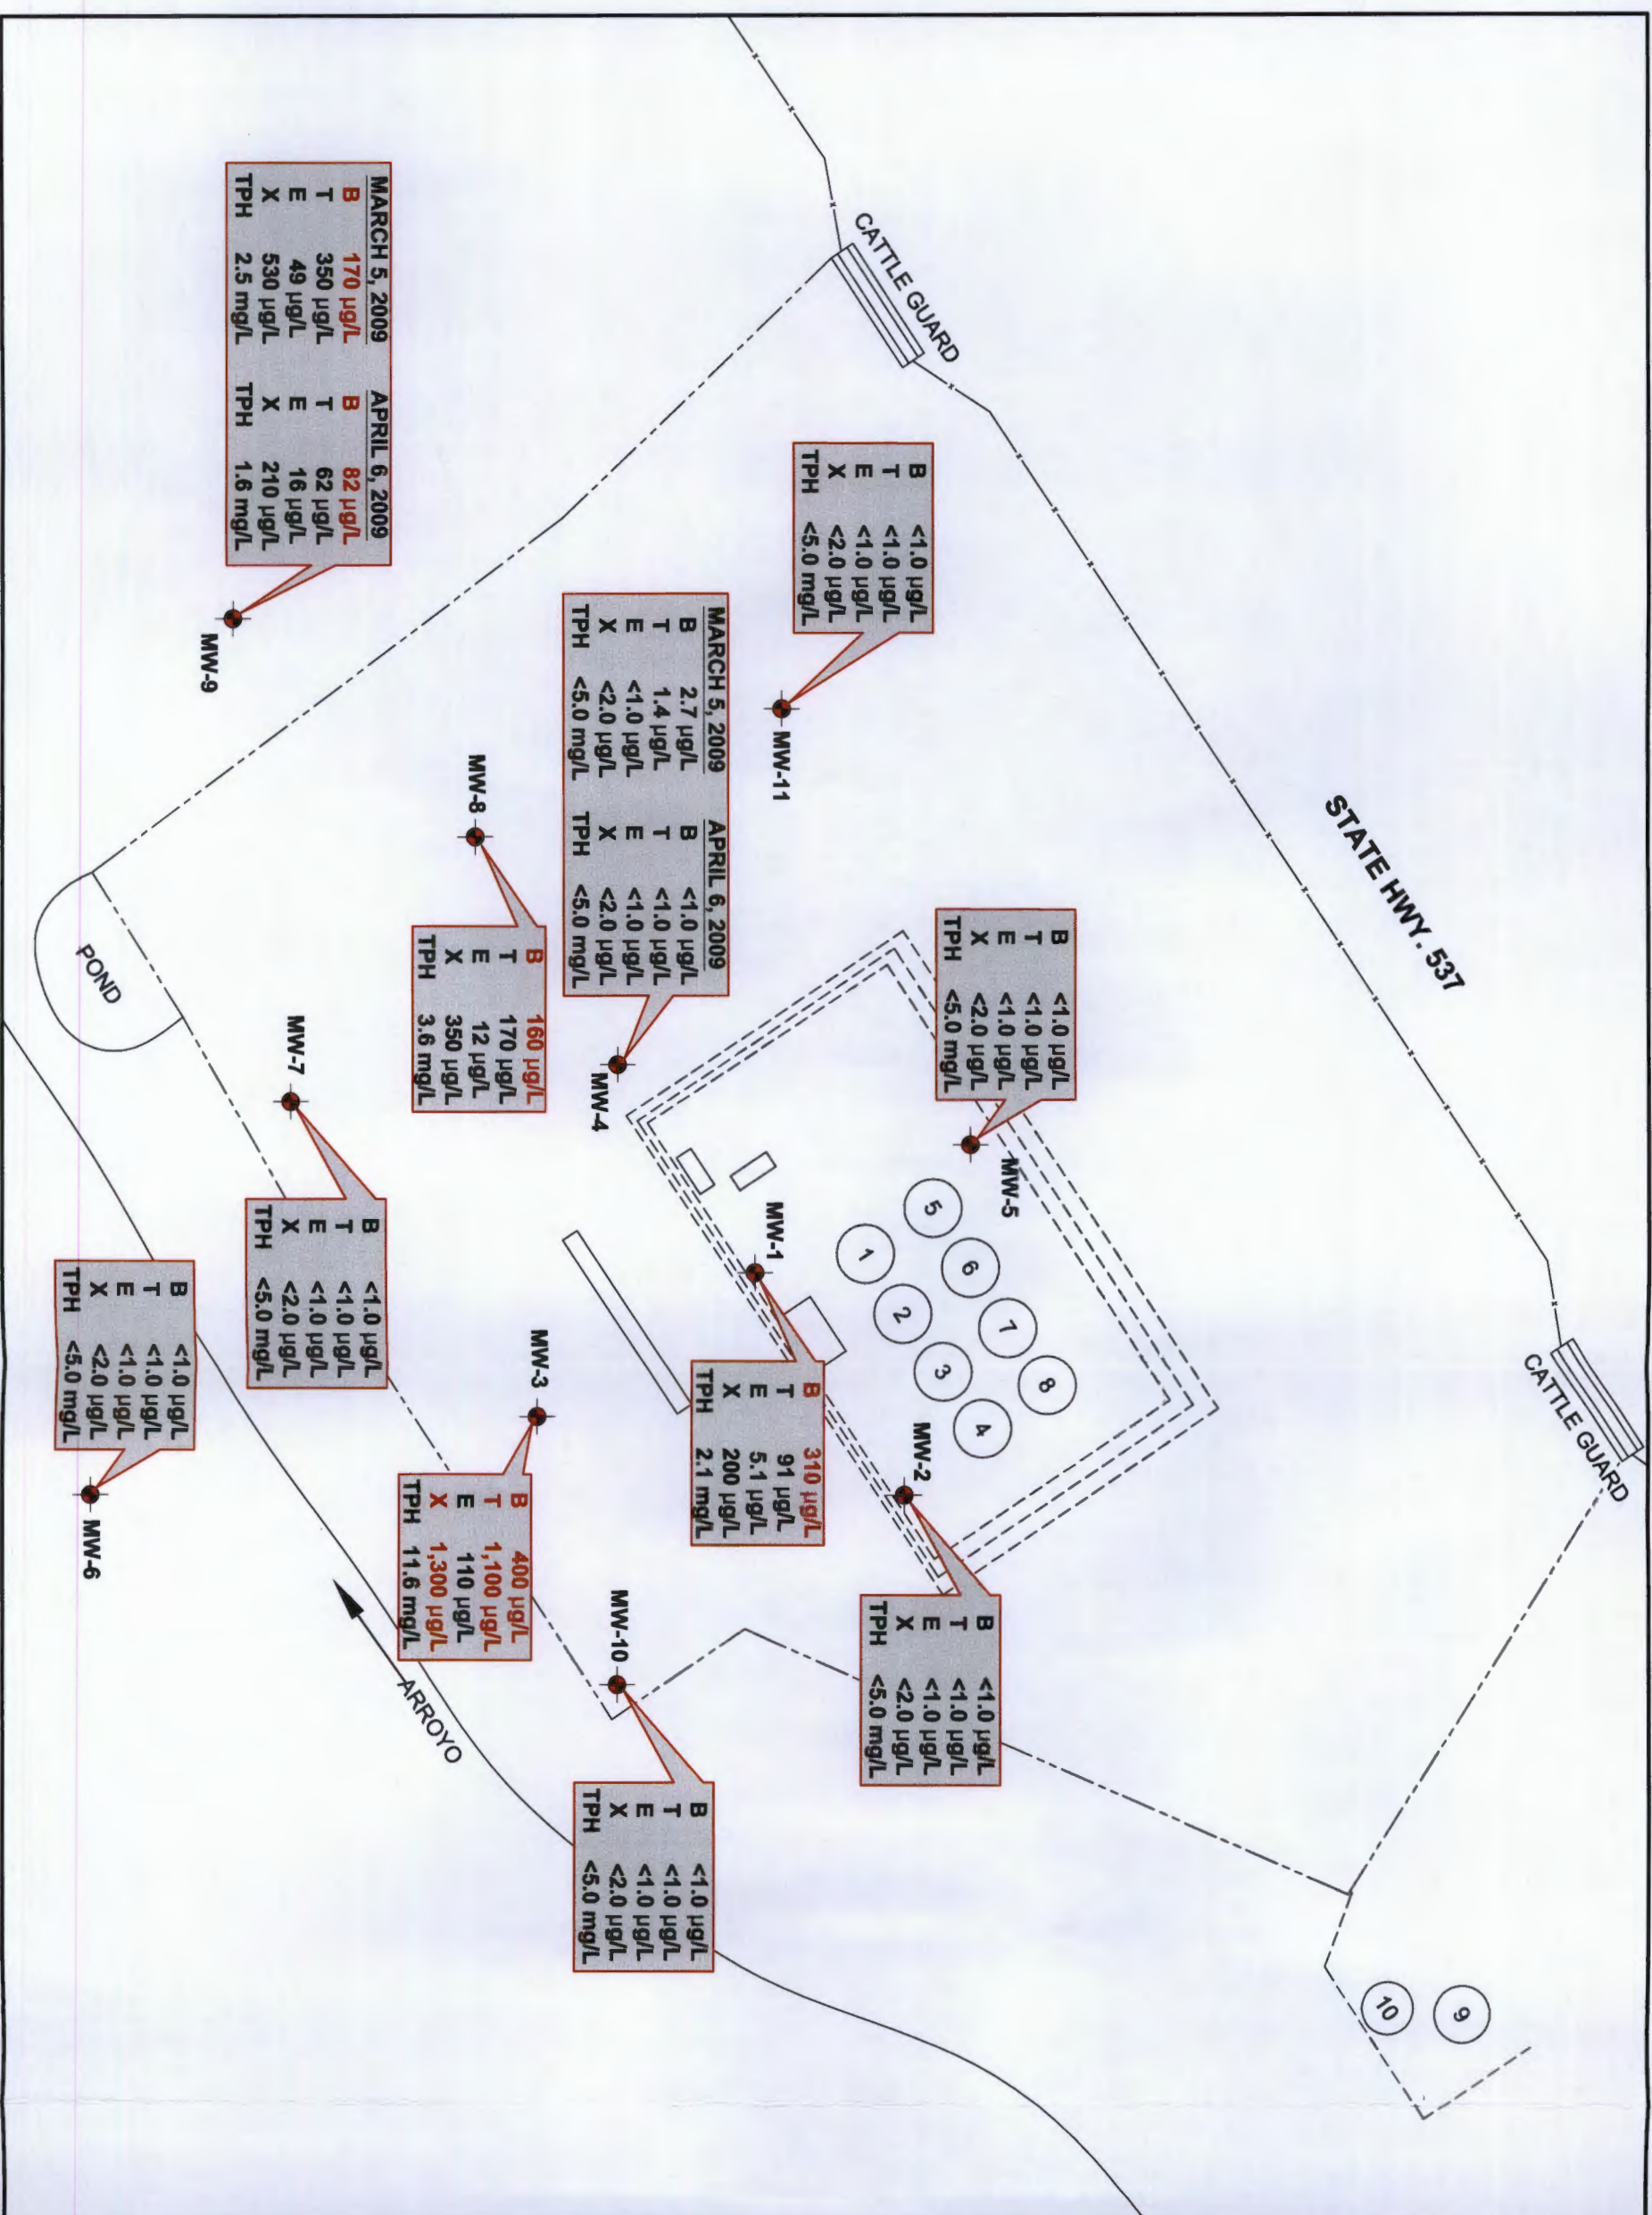 STATE HWY. 537
CATTLE GUARD
CATTLE GUARD
9
10
B <1.0 µg/L
T <1.0 µg/L
E <1.0 µg/L
X <2.0 µg/L
TPH <5.0 mg/L
MW-5
5
6
7
8
1
2
3
4
B <1.0 µg/L
T <1.0 µg/L
E <1.0 µg/L
X <2.0 µg/L
TPH <5.0 mg/L
MW-11
MW-2
B <1.0 µg/L
T <1.0 µg/L
E <1.0 µg/L
X <2.0 µg/L
TPH <5.0 mg/L
MW-1
B 310 µg/L
T 91 µg/L
E 5.1 µg/L
X 200 µg/L
TPH 2.1 mg/L
MARCH 5, 2009 APRIL 6, 2009
B 2.7 µg/L B <1.0 µg/L
T 1.4 µg/L T <1.0 µg/L
E <1.0 µg/L E <1.0 µg/L
X <2.0 µg/L X <2.0 µg/L
TPH <5.0 mg/L TPH <5.0 mg/L
MW-4
MW-10
B <1.0 µg/L
T <1.0 µg/L
E <1.0 µg/L
X <2.0 µg/L
TPH <5.0 mg/L
MW-8
B 160 µg/L
T 170 µg/L
E 12 µg/L
X 350 µg/L
TPH 3.6 mg/L
MW-3
B 400 µg/L
T 1,100 µg/L
E 110 µg/L
X 1,300 µg/L
TPH 11.6 mg/L
ARROYO
MARCH 5, 2009 APRIL 6, 2009
B 170 µg/L B 82 µg/L
T 350 µg/L T 62 µg/L
E 49 µg/L E 16 µg/L
X 530 µg/L X 210 µg/L
TPH 2.5 mg/L TPH 1.6 mg/L
MW-9
MW-7
B <1.0 µg/L
T <1.0 µg/L
E <1.0 µg/L
X <2.0 µg/L
TPH <5.0 mg/L
POND
B <1.0 µg/L
T <1.0 µg/L
E <1.0 µg/L
X <2.0 µg/L
TPH <5.0 mg/L
MW-6